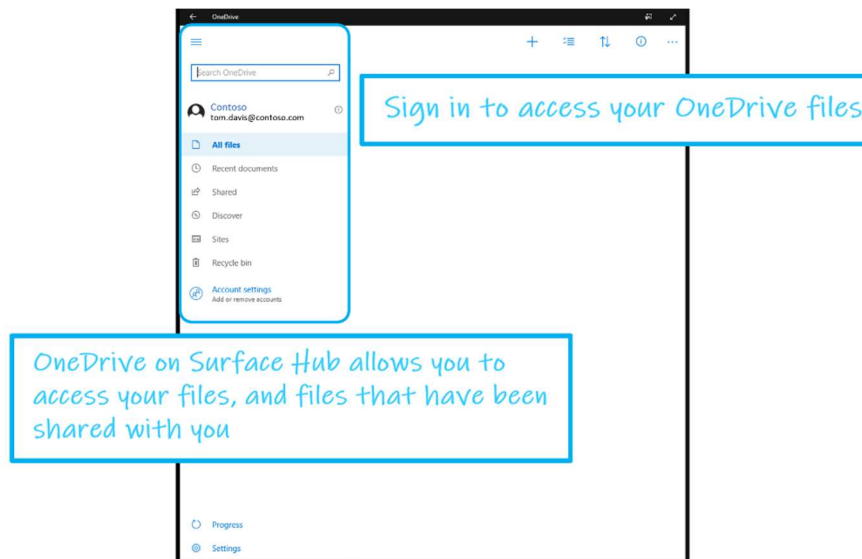 OneDrive
Search OneDrive
Contoso
tom.davis@contoso.com
All files
Recent documents
Shared
Discover
Sites
Recycle bin
Account settings
Add or remove accounts
Sign in to access your OneDrive files
OneDrive on Surface Hub allows you to
access your files, and files that have been
shared with you
Progress
Settings